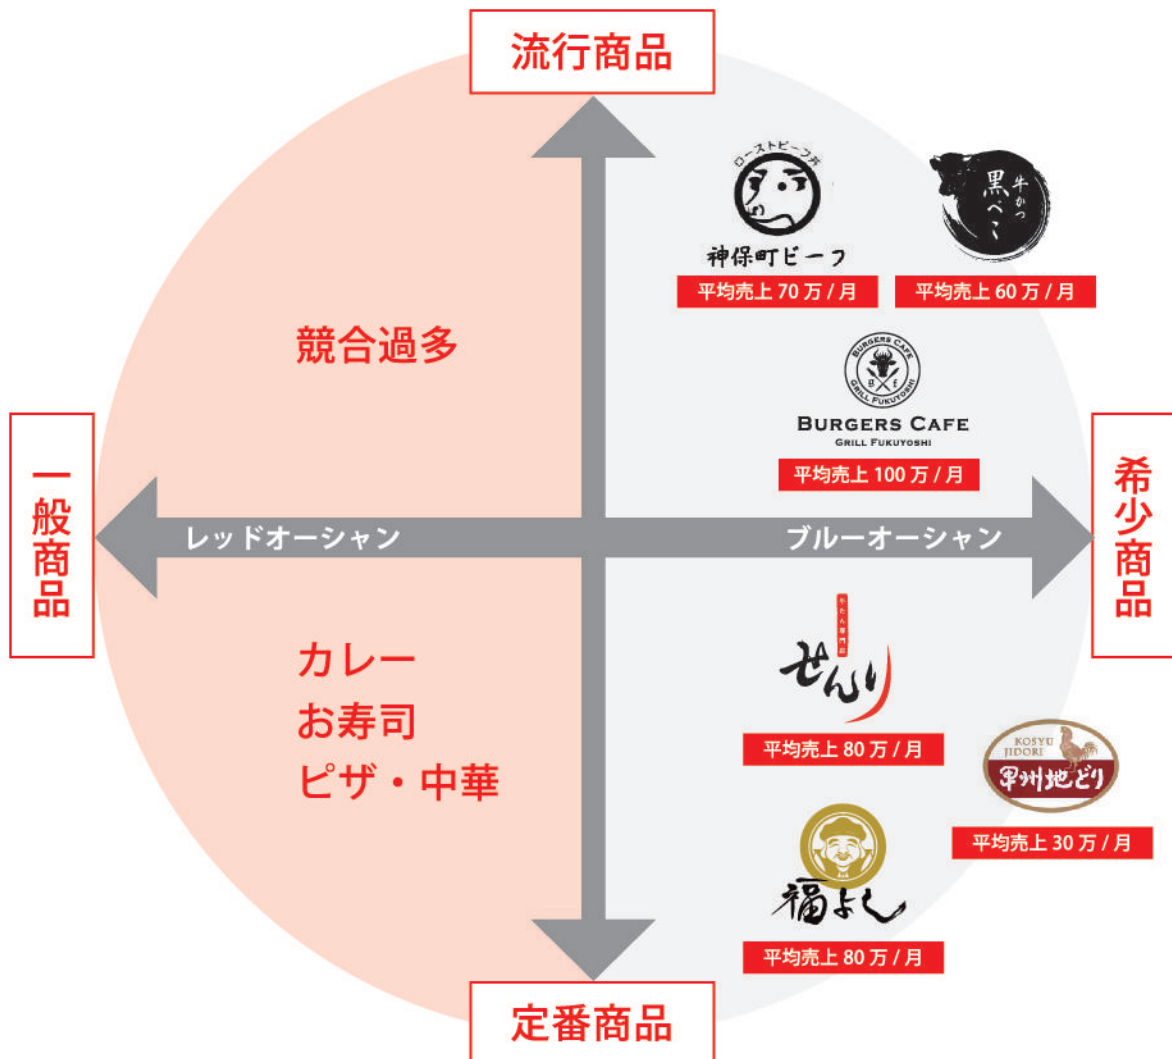 流行商品
ローストビーフ丼
神保町ビーフ
平均売上 70 万 / 月
牛かつ
黒べこ
平均売上 60 万 / 月
競合過多
BURGERS CAFE
g f
GRILL FUKUYOSHI
BURGERS CAFE
GRILL FUKUYOSHI
平均売上 100 万 / 月
一般商品
レッドオーシャン
ブルーオーシャン
希少商品
カレー
お寿司
ピザ・中華
牛たん専門店
せんり
平均売上 80 万 / 月
KOSYU
JIDORI
甲州地どり
平均売上 30 万 / 月
福よし
平均売上 80 万 / 月
定番商品